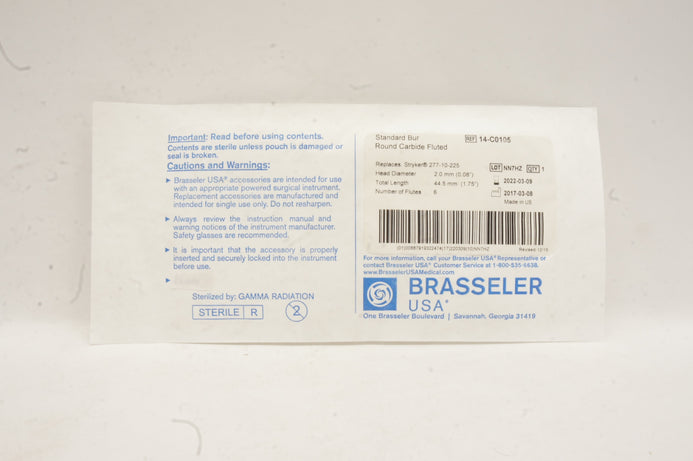 Important: Read before using contents.
Contents are sterile unless pouch is damaged or
seal is broken.
Cautions and Warnings:
▸ Brasseler USA® accessories are intended for use
with an appropriate powered surgical instrument.
Replacement accessories are manufactured and
intended for single use only. Do not resharpen.
▸ Always review the instruction manual and
warning notices of the instrument manufacturer.
Safety glasses are recommended.
▸ It is important that the accessory is properly
inserted and securely locked into the instrument
before use.
▸
Sterilized by: GAMMA RADIATION
STERILE R
2
Standard Bur
Round Carbide Fluted
REF 14-C0105
Replaces Stryker® 277-10-225
Head Diameter 2.0 mm (0.08")
Total Length 44.5 mm (1.75")
Number of Flutes 6
LOT NN7HZ QTY 1
2022-03-09
2017-03-08
Made in US
Revised 12/15
For more information, call your Brasseler USA® Representative or
contact Brasseler USA® Customer Service at 1-800-535-6638.
www.BrasselerUSAMedical.com
BRASSELER
USA®
One Brasseler Boulevard | Savannah, Georgia 31419